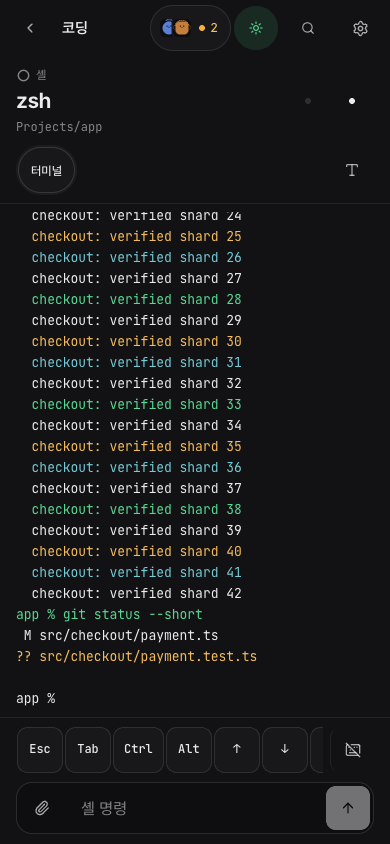 코딩
2
셸
zsh
Projects/app
터미널
checkout: verified shard 24
checkout: verified shard 25
checkout: verified shard 26
checkout: verified shard 27
checkout: verified shard 28
checkout: verified shard 29
checkout: verified shard 30
checkout: verified shard 31
checkout: verified shard 32
checkout: verified shard 33
checkout: verified shard 34
checkout: verified shard 35
checkout: verified shard 36
checkout: verified shard 37
checkout: verified shard 38
checkout: verified shard 39
checkout: verified shard 40
checkout: verified shard 41
checkout: verified shard 42
app % git status --short
 M src/checkout/payment.ts
?? src/checkout/payment.test.ts
app %
Esc Tab Ctrl Alt ↑ ↓
셸 명령